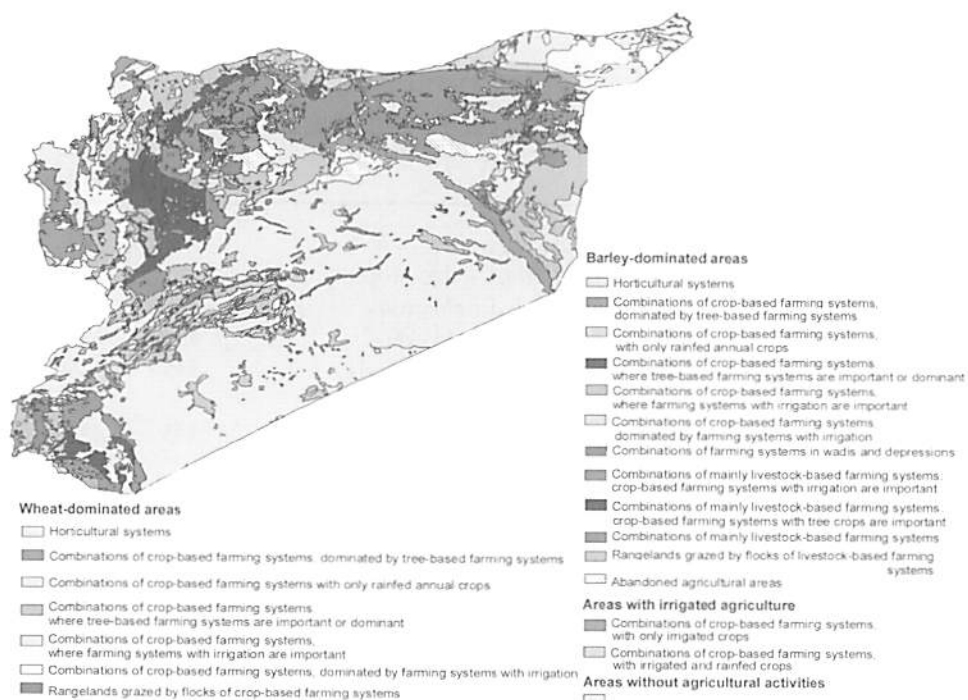 Wheat-dominated areas
Horticultural systems
Combinations of crop-based farming systems, dominated by tree-based farming systems
Combinations of crop-based farming systems with only rainfed annual crops
Combinations of crop-based farming systems
where tree-based farming systems are important or dominant
Combinations of crop-based farming systems,
where farming systems with irrigation are important
Combinations of crop-based farming systems, dominated by farming systems with irrigation
Rangelands grazed by flocks of crop-based farming systems
Barley-dominated areas
Horticultural systems
Combinations of crop-based farming systems,
dominated by tree-based farming systems
Combinations of crop-based farming systems,
with only rainfed annual crops
Combinations of crop-based farming systems,
where tree-based farming systems are important or dominant
Combinations of crop-based farming systems,
where farming systems with irrigation are important
Combinations of crop-based farming systems
dominated by farming systems with irrigation
Combinations of farming systems in wadis and depressions
Combinations of mainly livestock-based farming systems:
crop-based farming systems with irrigation are important
Combinations of mainly livestock-based farming systems,
crop-based farming systems with tree crops are important
Combinations of mainly livestock-based farming systems
Rangelands grazed by flocks of livestock-based farming
systems
Abandoned agricultural areas
Areas with irrigated agriculture
Combinations of crop-based farming systems,
with only irrigated crops
Combinations of crop-based farming systems,
with irrigated and rainfed crops
Areas without agricultural activities